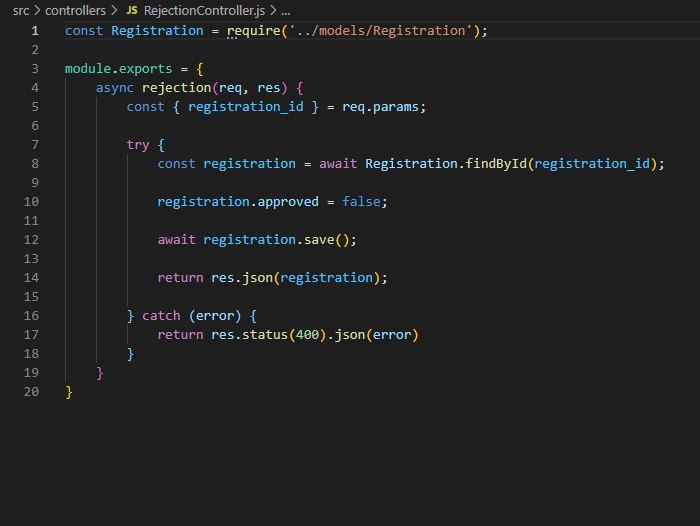 src > controllers > JS RejectionController.js > ...
1 const Registration = require('../models/Registration');
2
3 module.exports = {
4     async rejection(req, res) {
5         const { registration_id } = req.params;
6
7         try {
8             const registration = await Registration.findById(registration_id);
9
10             registration.approved = false;
11
12             await registration.save();
13
14             return res.json(registration);
15
16         } catch (error) {
17             return res.status(400).json(error)
18         }
19     }
20 }